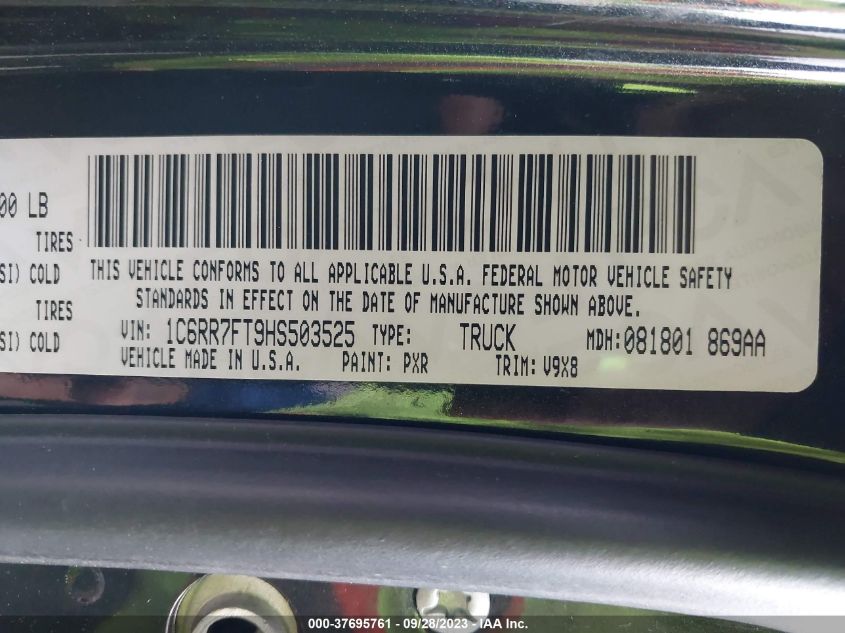 00 LB
TIRES
SI) COLD
TIRES
SI) COLD
THIS VEHICLE CONFORMS TO ALL APPLICABLE U.S.A. FEDERAL MOTOR VEHICLE SAFETY
STANDARDS IN EFFECT ON THE DATE OF MANUFACTURE SHOWN ABOVE.
VIN: 1C6RR7FT9HS503525 TYPE: TRUCK MDH:081801 869AA
VEHICLE MADE IN U.S.A. PAINT: PXR TRIM: V9X8
000-37695761 - 09/28/2023 - IAA Inc.